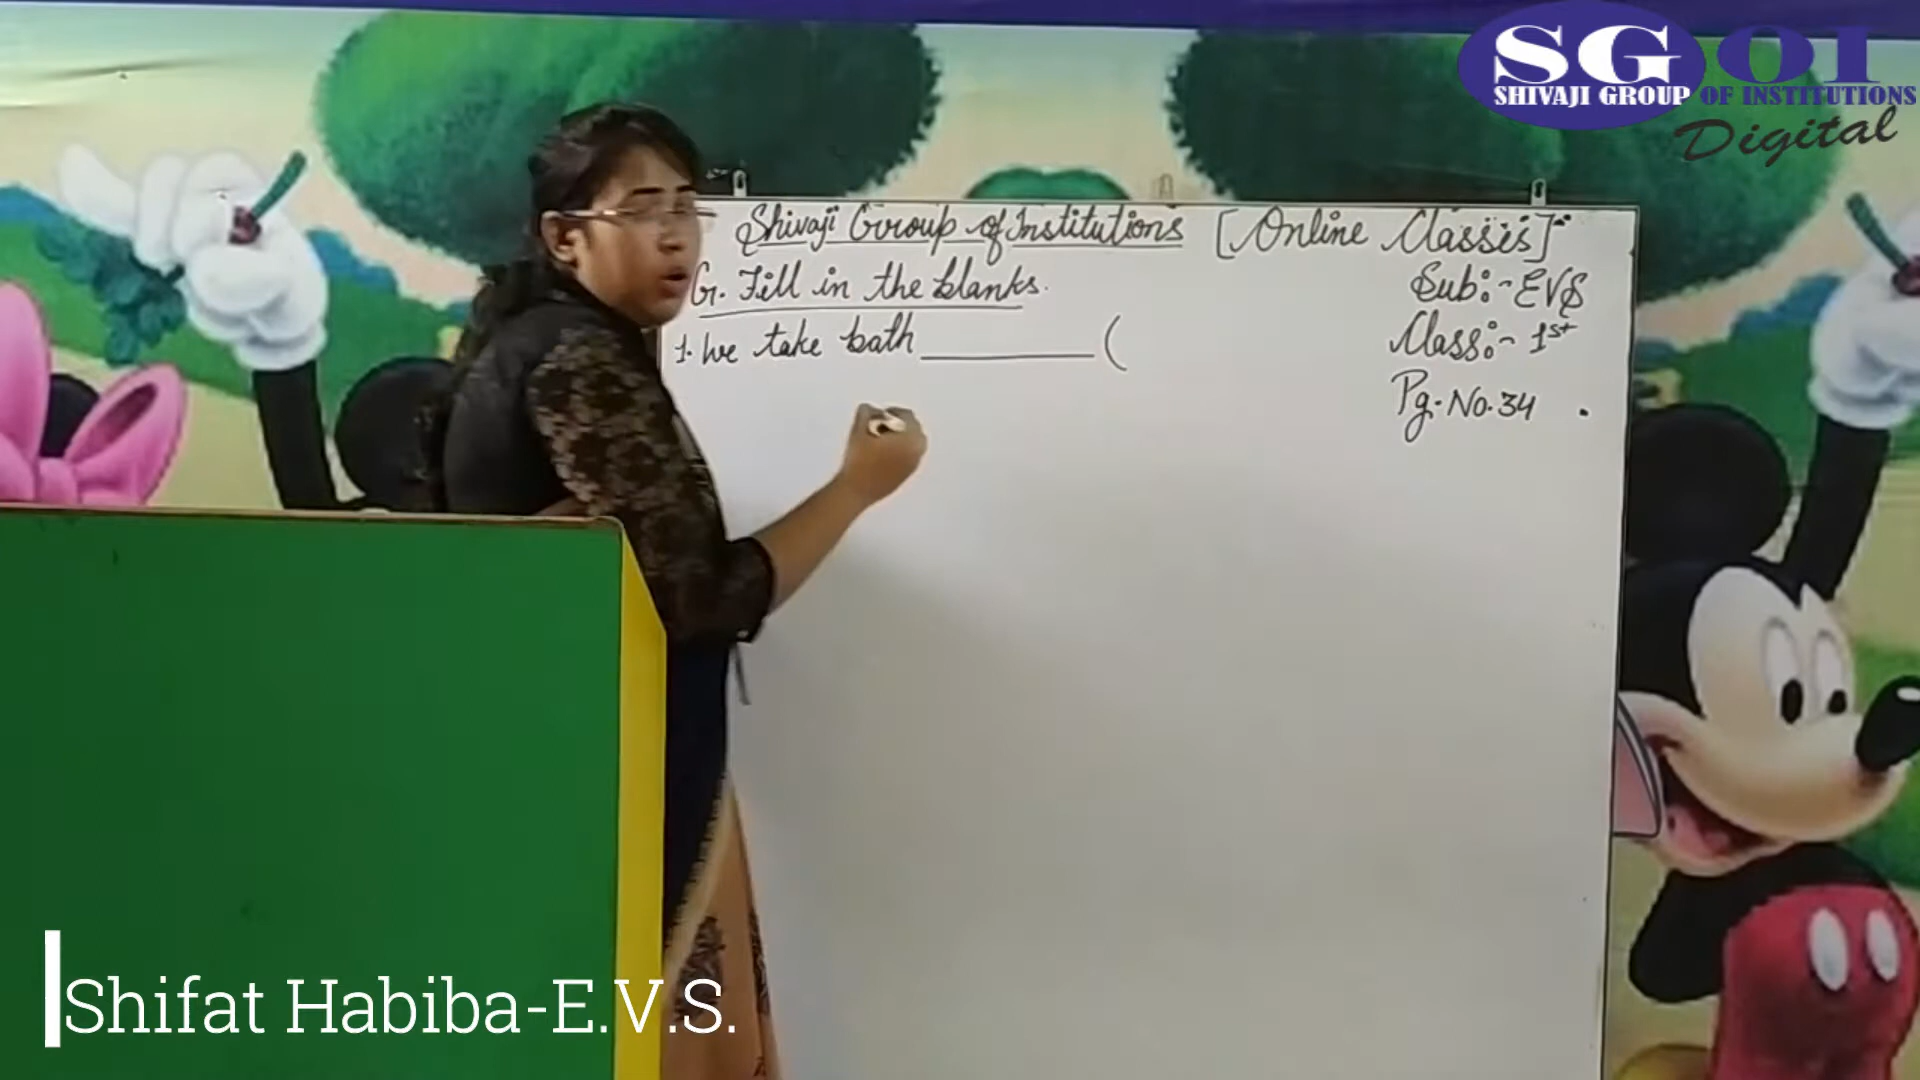 SGOI
SHIVAJI GROUP OF INSTITUTIONS
Digital
Shivaji Group of Institutions [Online Classes]
G. Fill in the blanks.
Sub:- EVS
1. We take bath __________ (
Class:- 1st
Pg. No. 34
Shifat Habiba-E.V.S.